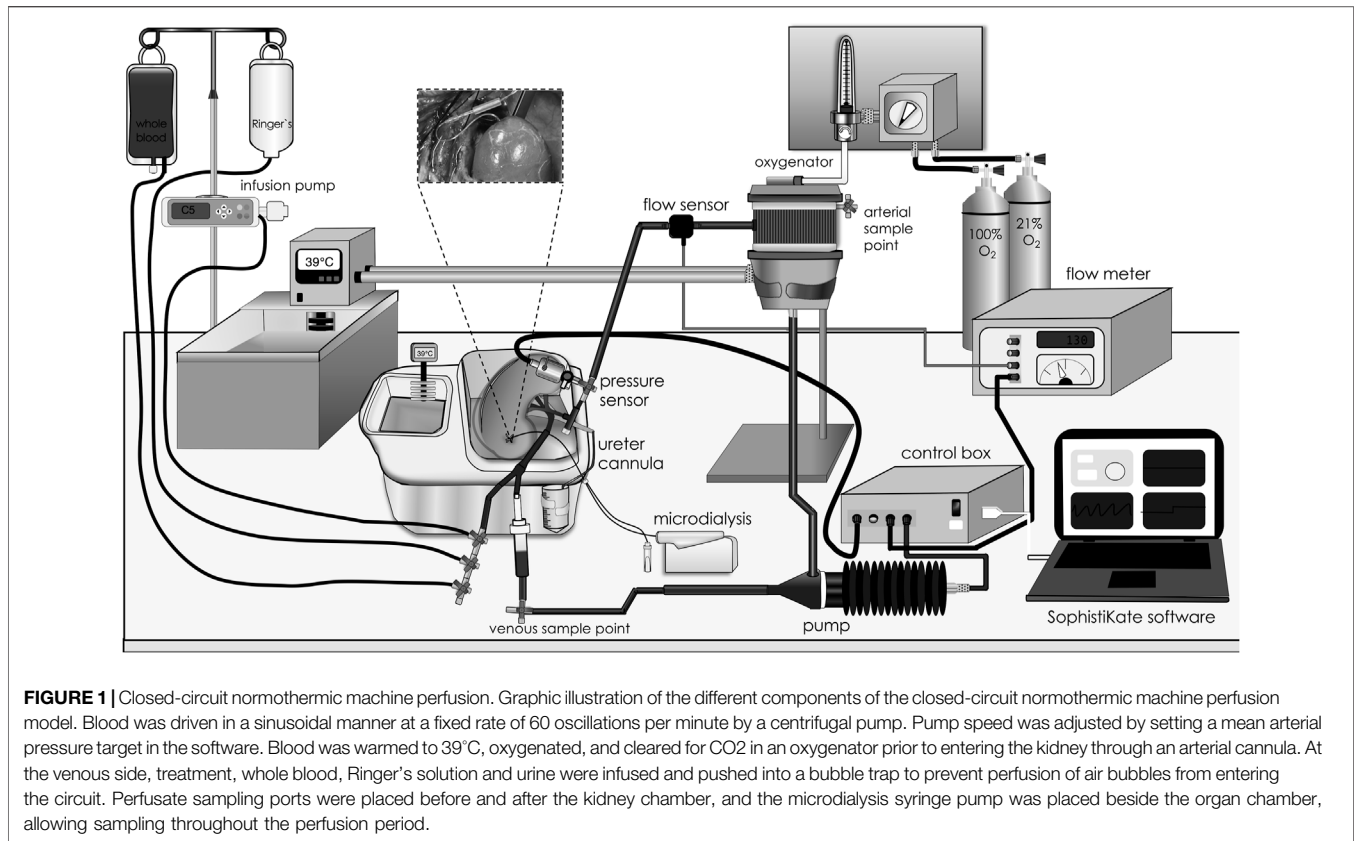 whole
blood
Ringer`s
infusion pump
C5
39°C
flow sensor
oxygenator
arterial
sample
point
100%
O2
21%
O2
flow meter
130
39°C
pressure
sensor
ureter
cannula
control box
microdialysis
venous sample point
pump
SophistiKate software
FIGURE 1 | Closed-circuit normothermic machine perfusion. Graphic illustration of the different components of the closed-circuit normothermic machine perfusion
model. Blood was driven in a sinusoidal manner at a fixed rate of 60 oscillations per minute by a centrifugal pump. Pump speed was adjusted by setting a mean arterial
pressure target in the software. Blood was warmed to 39°C, oxygenated, and cleared for CO2 in an oxygenator prior to entering the kidney through an arterial cannula. At
the venous side, treatment, whole blood, Ringer's solution and urine were infused and pushed into a bubble trap to prevent perfusion of air bubbles from entering
the circuit. Perfusate sampling ports were placed before and after the kidney chamber, and the microdialysis syringe pump was placed beside the organ chamber,
allowing sampling throughout the perfusion period.